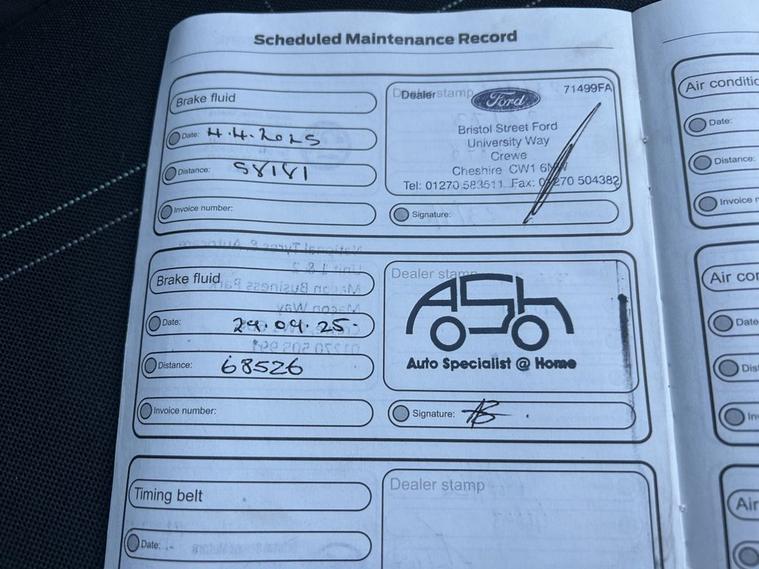 Scheduled Maintenance Record
Brake fluid
Date: 4.4.2025
Distance: 58181
Invoice number:
Dealer stamp
Dealer
Ford
71499FA
Bristol Street Ford
University Way
Crewe
Cheshire CW1 6
Tel: 01270 583511 Fax: 01270 504382
Signature:
Brake fluid
Date: 29.09.25.
Distance: 68526
Invoice number:
Dealer stamp
Auto Specialist @ Home
Signature:
Timing belt
Date:
Dealer stamp
Air conditio
Date:
Distance:
Invoice n
Air con
Date
Dis
In
Air